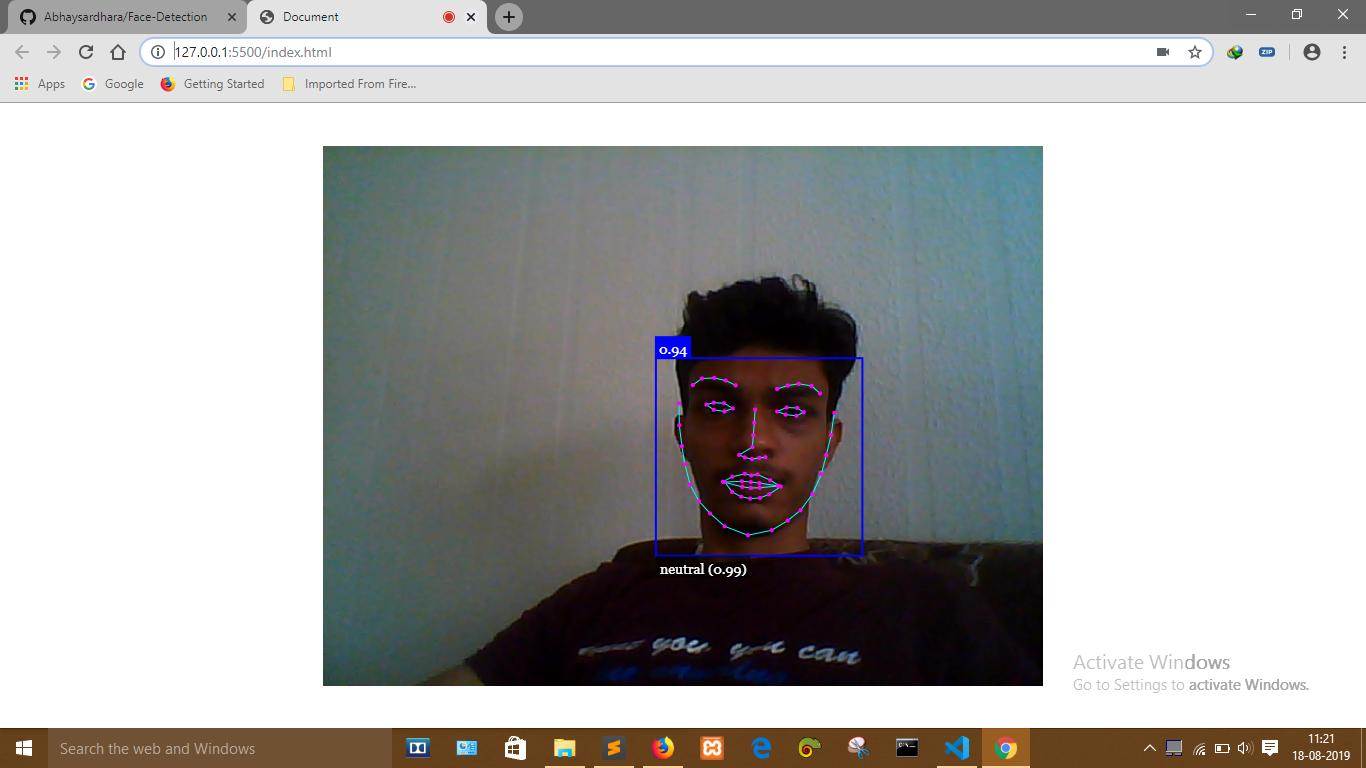 Abhaysardhara/Face-Detection
Document
127.0.0.1:5500/index.html
ZIP
Apps
Google
Getting Started
Imported From Fire...
0.94
neutral (0.99)
you you can
Activate Windows
Go to Settings to activate Windows.
Search the web and Windows
11:21
18-08-2019